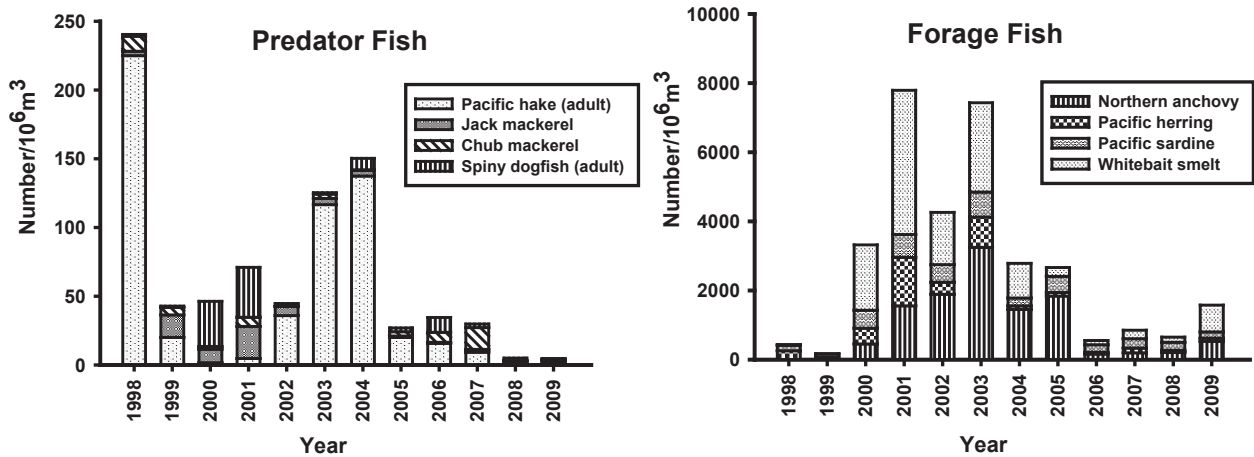 Predator Fish
Number/10⁶m³
250
200
150
100
50
0
Pacific hake (adult)
Jack mackerel
Chub mackerel
Spiny dogfish (adult)
1998
1999
2000
2001
2002
2003
2004
2005
2006
2007
2008
2009
Year
Forage Fish
Number/10⁶m³
10000
8000
6000
4000
2000
0
Northern anchovy
Pacific herring
Pacific sardine
Whitebait smelt
1998
1999
2000
2001
2002
2003
2004
2005
2006
2007
2008
2009
Year